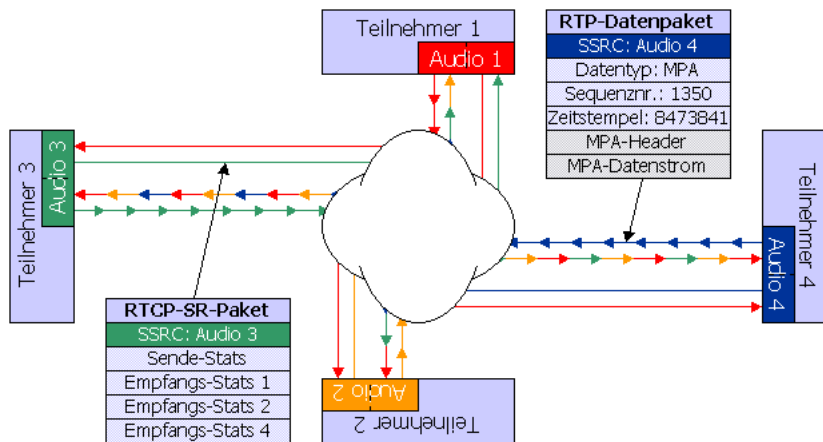 Teilnehmer 1
Audio 1
RTP-Datenpaket
SSRC: Audio 4
Datentyp: MPA
Sequenznr.: 1350
Zeitstempel: 8473841
MPA-Header
MPA-Datenstrom
Teilnehmer 3
Audio 3
Teilnehmer 4
Audio 4
RTCP-SR-Paket
SSRC: Audio 3
Sende-Stats
Empfangs-Stats 1
Empfangs-Stats 2
Empfangs-Stats 4
Audio 2
Teilnehmer 2